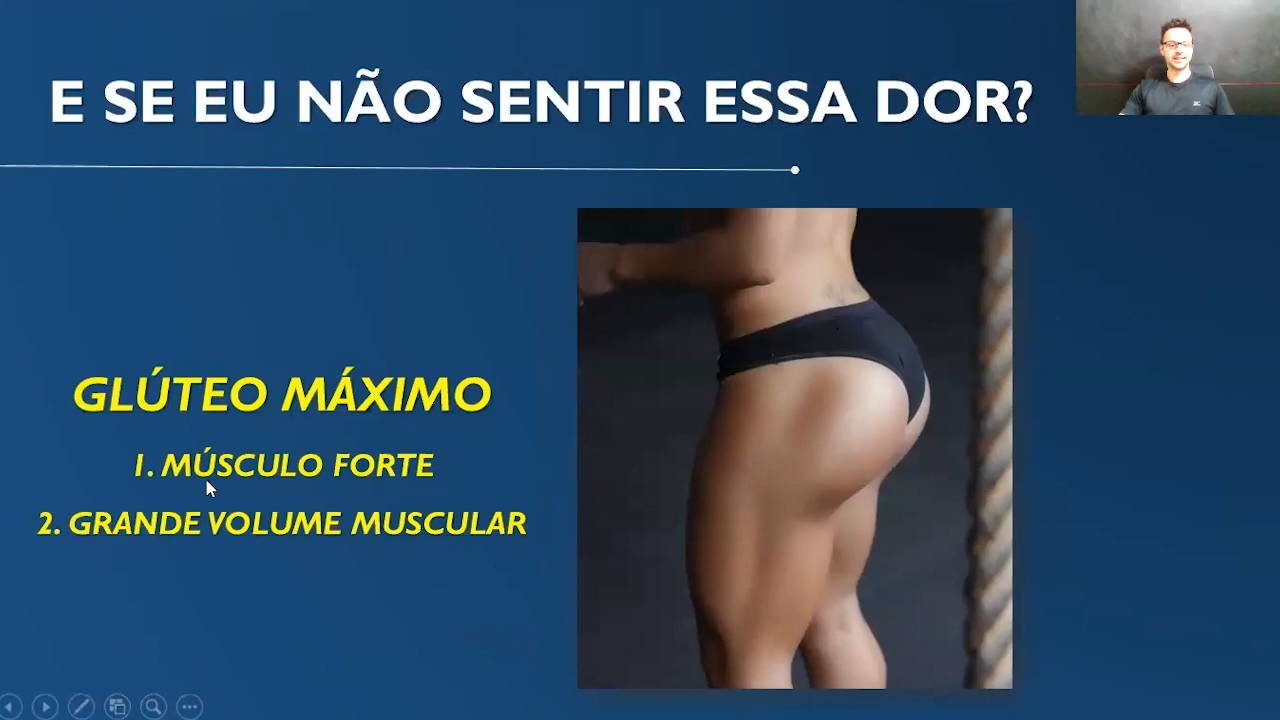 E SE EU NÃO SENTIR ESSA DOR?
GLÚTEO MÁXIMO
1. MÚSCULO FORTE
2. GRANDE VOLUME MUSCULAR